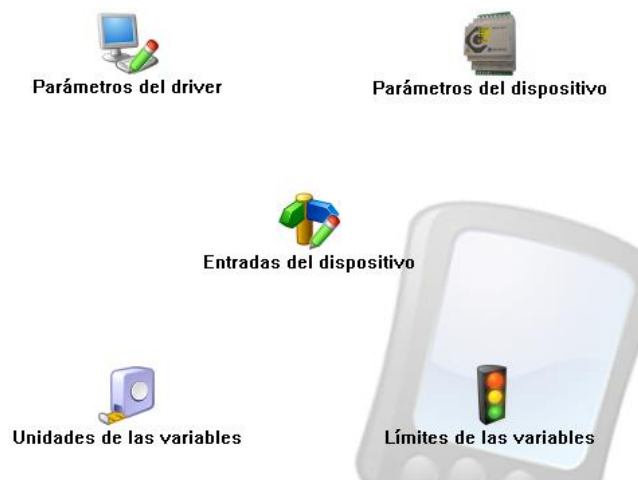 Parámetros del driver
Parámetros del dispositivo
Entradas del dispositivo
Unidades de las variables
Límites de las variables